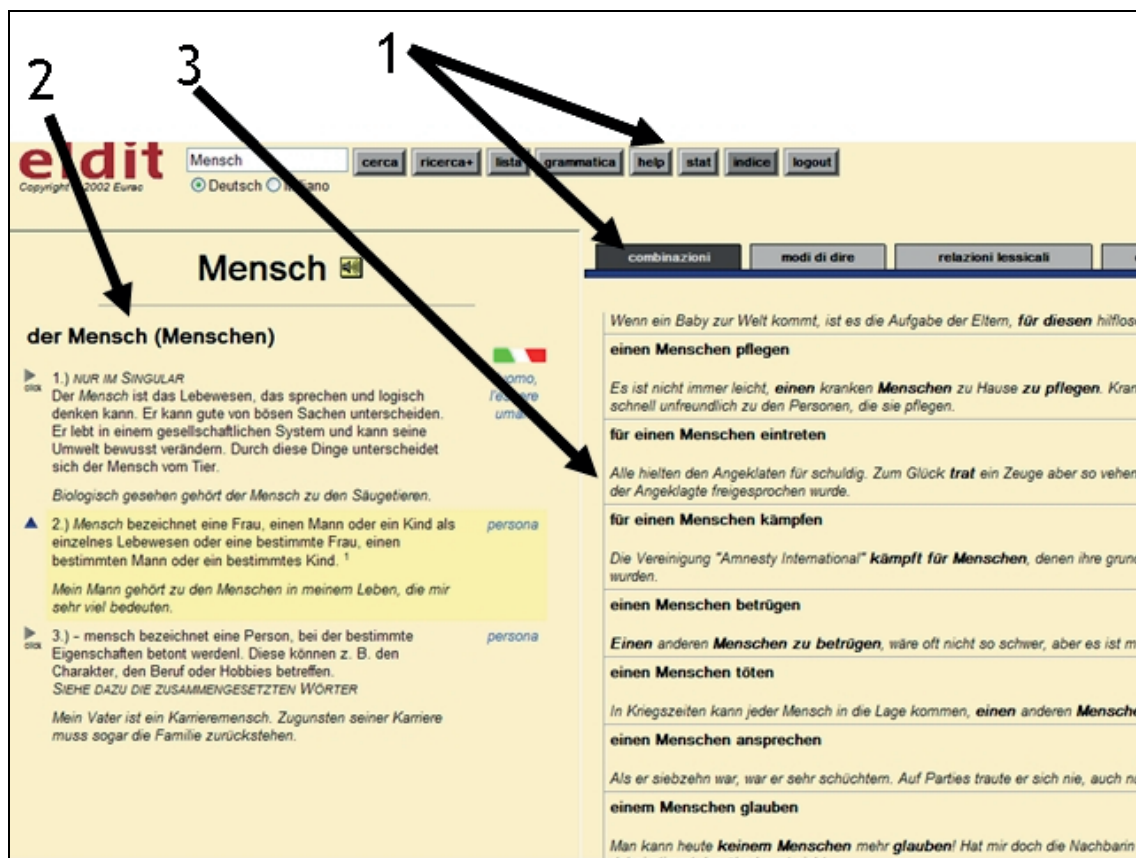 2
3
1
eldit
Copyright © 2002 Eurac
Mensch
cerca
ricerca+
lista
grammatica
help
stat
indice
logout
Deutsch
Mensch
der Mensch (Menschen)
click
1.) NUR IM SINGULAR
Der Mensch ist das Lebewesen, das sprechen und logisch
denken kann. Er kann gute von bösen Sachen unterscheiden.
Er lebt in einem gesellschaftlichen System und kann seine
Umwelt bewusst verändern. Durch diese Dinge unterscheidet
sich der Mensch vom Tier.
Biologisch gesehen gehört der Mensch zu den Säugetieren.
2.) Mensch bezeichnet eine Frau, einen Mann oder ein Kind als
einzelnes Lebewesen oder eine bestimmte Frau, einen
bestimmten Mann oder ein bestimmtes Kind. 1
persona
Mein Mann gehört zu den Menschen in meinem Leben, die mir
sehr viel bedeuten.
click
3.) - mensch bezeichnet eine Person, bei der bestimmte
Eigenschaften betont werdenl. Diese können z. B. den
Charakter, den Beruf oder Hobbies betreffen.
SIEHE DAZU DIE ZUSAMMENGESETZTEN WÖRTER
persona
Mein Vater ist ein Karrieremensch. Zugunsten seiner Karriere
muss sogar die Familie zurückstehen.
combinazioni
modi di dire
relazioni lessicali
Wenn ein Baby zur Welt kommt, ist es die Aufgabe der Eltern, für diesen hilflos
einen Menschen pflegen
Es ist nicht immer leicht, einen kranken Menschen zu Hause zu pflegen. Kran
schnell unfreundlich zu den Personen, die sie pflegen.
für einen Menschen eintreten
Alle hielten den Angeklaten für schuldig. Zum Glück trat ein Zeuge aber so vehem
der Angeklagte freigesprochen wurde.
für einen Menschen kämpfen
Die Vereinigung "Amnesty International" kämpft für Menschen, denen ihre grund
wurden.
einen Menschen betrügen
Einen anderen Menschen zu betrügen, wäre oft nicht so schwer, aber es ist m
einen Menschen töten
In Kriegszeiten kann jeder Mensch in die Lage kommen, einen anderen Mensche
einen Menschen ansprechen
Als er siebzehn war, war er sehr schüchtern. Auf Parties traute er sich nie, auch nu
einem Menschen glauben
Man kann heute keinem Menschen mehr glauben! Hat mir doch die Nachbarin